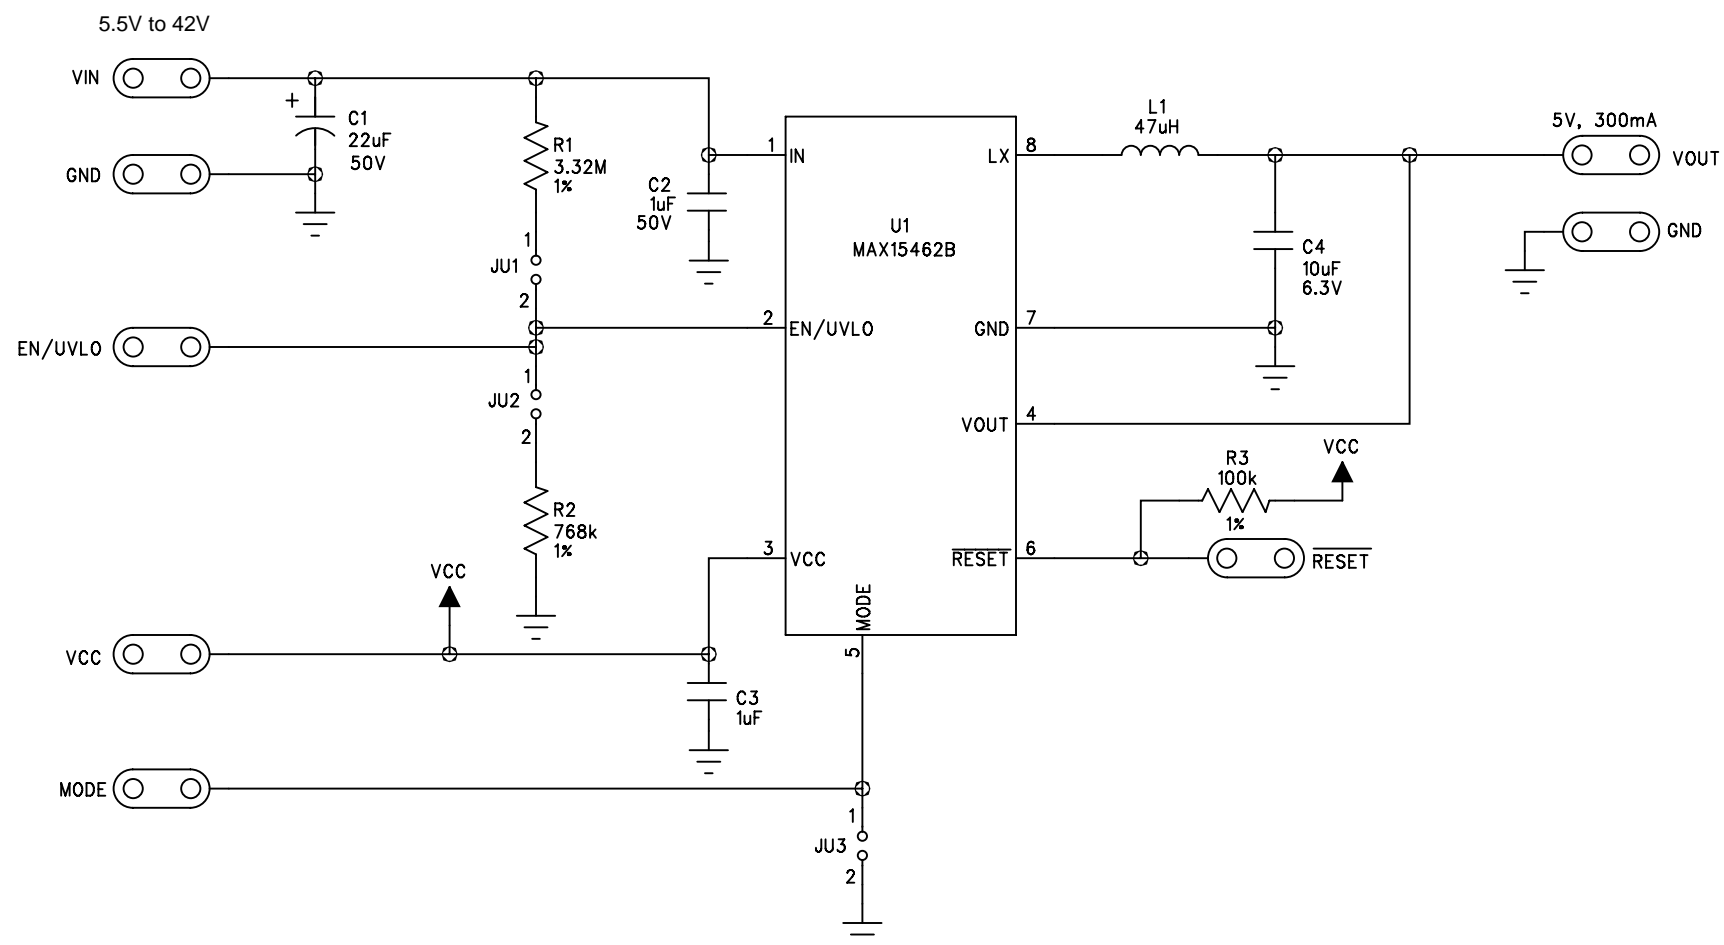 5.5V to 42V
VIN
GND
+
C1
22uF
50V
R1
3.32M
1%
1
JU1
2
C2
1uF
50V
1
IN
LX
8
L1
47uH
5V, 300mA
VOUT
GND
U1
MAX15462B
C4
10uF
6.3V
EN/UVLO
2
EN/UVLO
GND
7
1
JU2
2
VOUT
4
R2
768k
1%
R3
100k
1%
VCC
3
VCC
RESET
6
RESET
MODE
5
VCC
VCC
C3
1uF
MODE
1
JU3
2